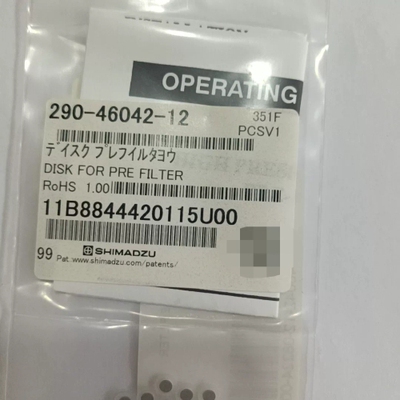 OPERATING
290-46042-12
351F
PCSV1
ディスク プレフィルタヨウ
DISK FOR PRE FILTER
RoHS 1.00
11B8844420115U00
SHIMADZU
99 Pat.:www.shimadzu.com/patents/